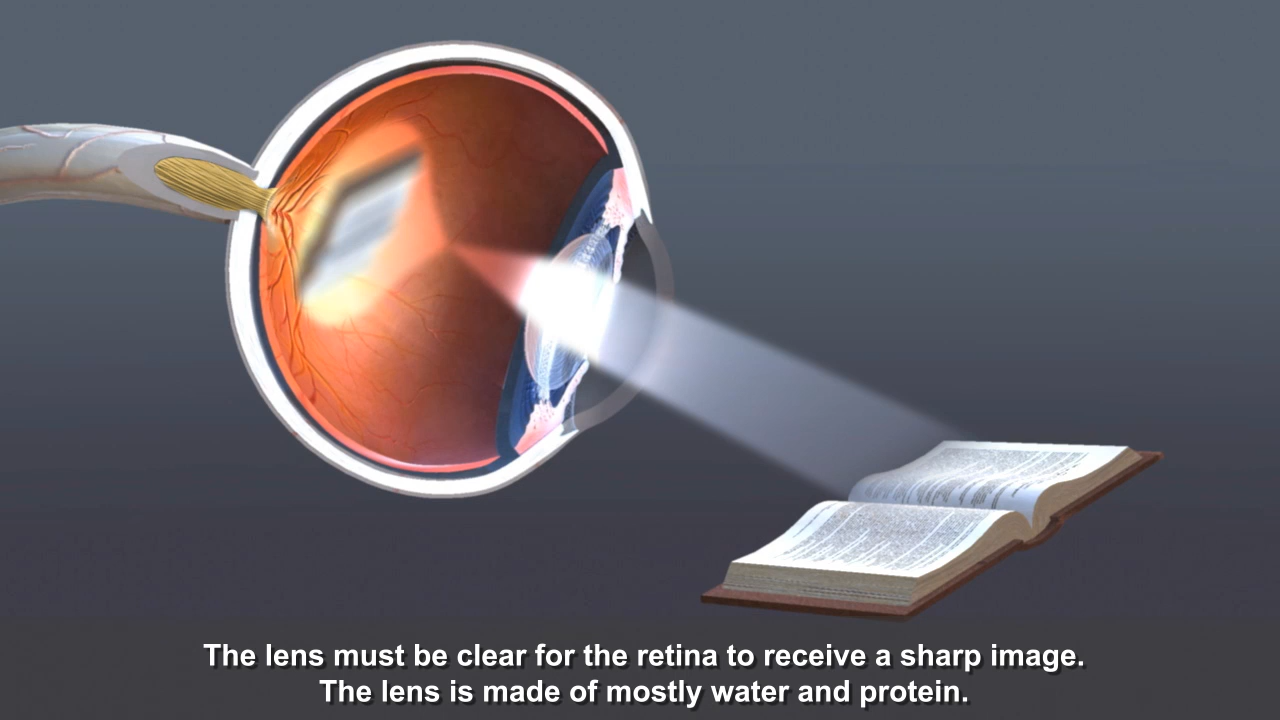 The lens must be clear for the retina to receive a sharp image.
The lens is made of mostly water and protein.